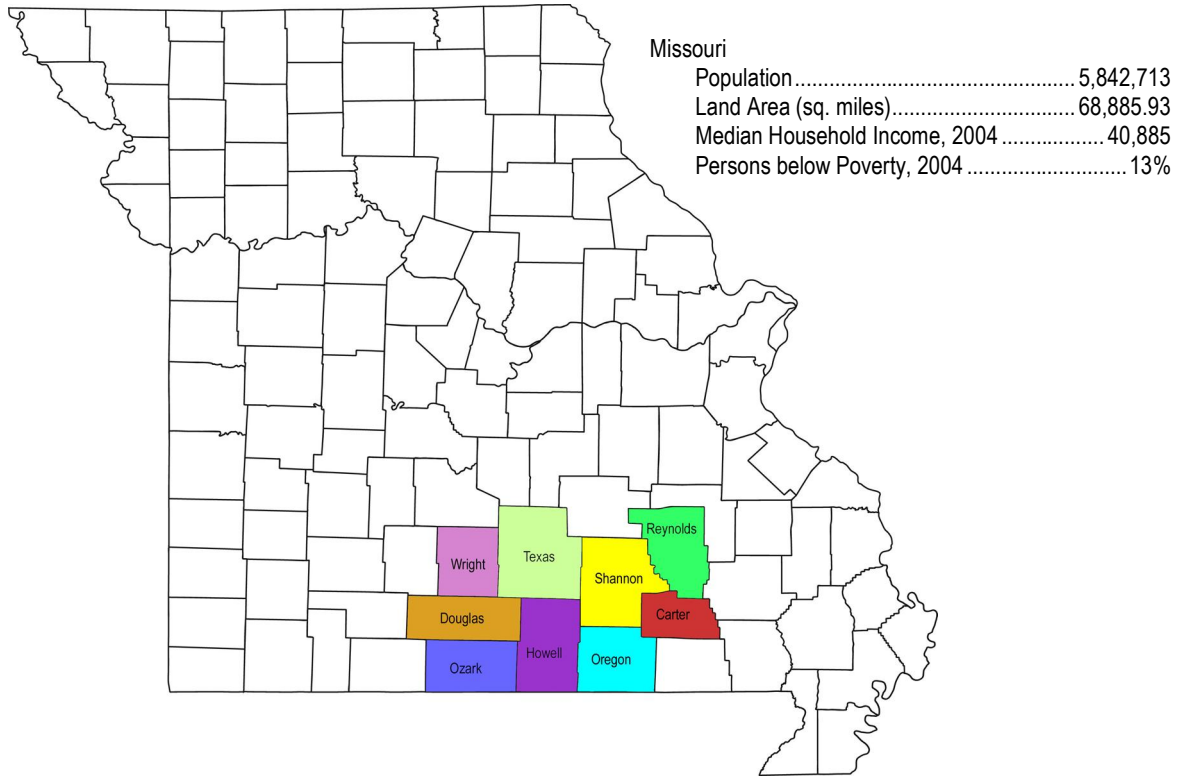 Missouri
Population................................................ 5,842,713
Land Area (sq. miles)................................ 68,885.93
Median Household Income, 2004 .................. 40,885
Persons below Poverty, 2004 ............................ 13%
Reynolds
Wright
Texas
Shannon
Douglas
Carter
Howell
Oregon
Ozark